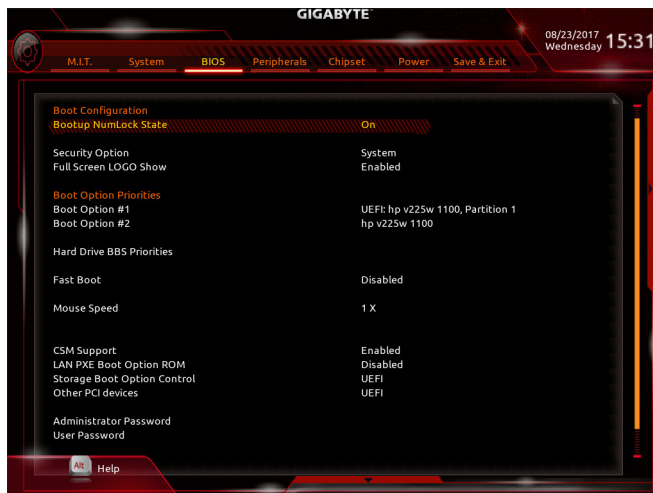 GIGABYTE™
08/23/2017
Wednesday 15:31
M.I.T. System BIOS Peripherals Chipset Power Save & Exit
Boot Configuration
Bootup NumLock State On
Security Option System
Full Screen LOGO Show Enabled
Boot Option Priorities
Boot Option #1 UEFI: hp v225w 1100, Partition 1
Boot Option #2 hp v225w 1100
Hard Drive BBS Priorities
Fast Boot Disabled
Mouse Speed 1 X
CSM Support Enabled
LAN PXE Boot Option ROM Disabled
Storage Boot Option Control UEFI
Other PCI devices UEFI
Administrator Password
User Password
Alt Help